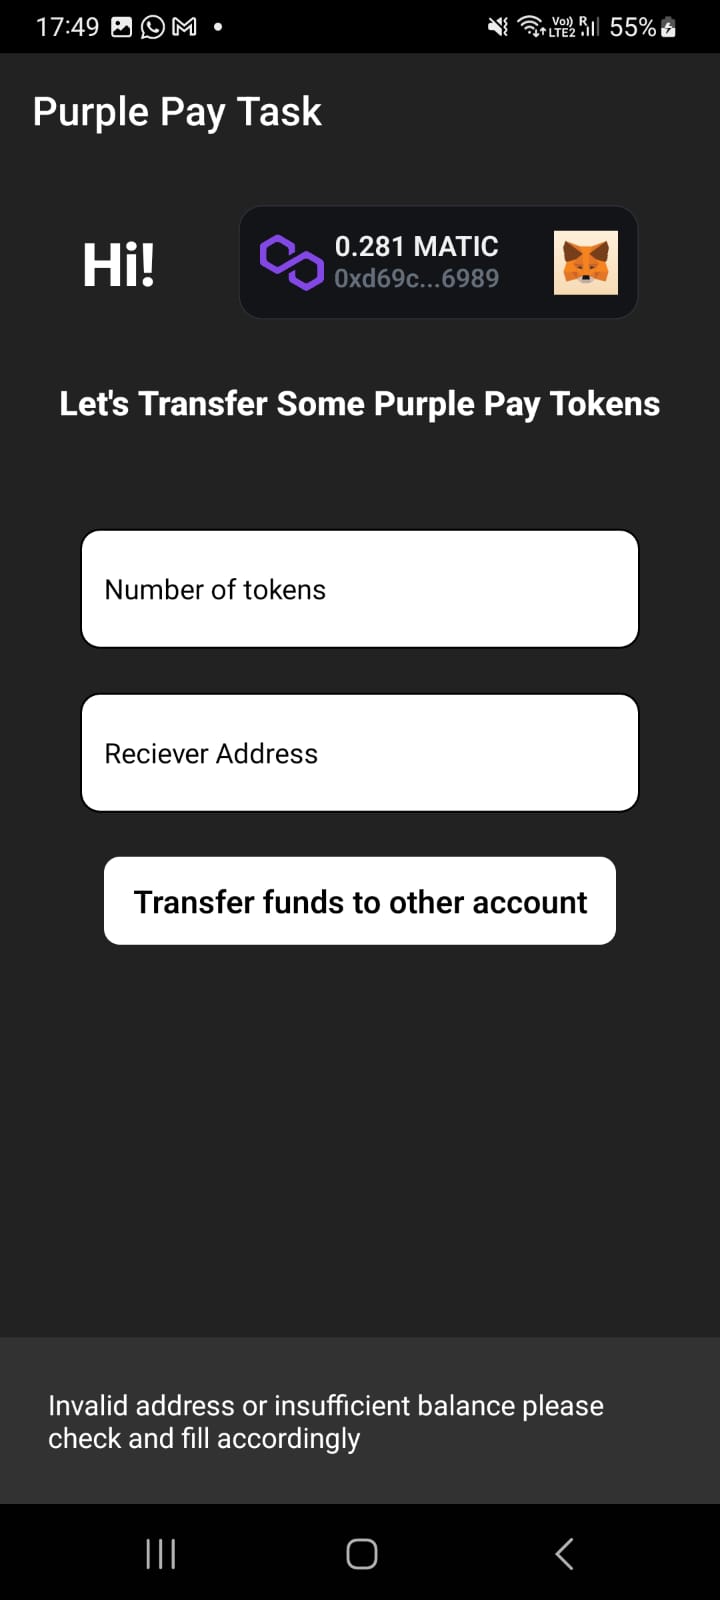 17:49
Vo)) R
LTE2
55%
Purple Pay Task
Hi!
0.281 MATIC
0xd69c...6989
Let's Transfer Some Purple Pay Tokens
Number of tokens
Reciever Address
Transfer funds to other account
Invalid address or insufficient balance please
check and fill accordingly